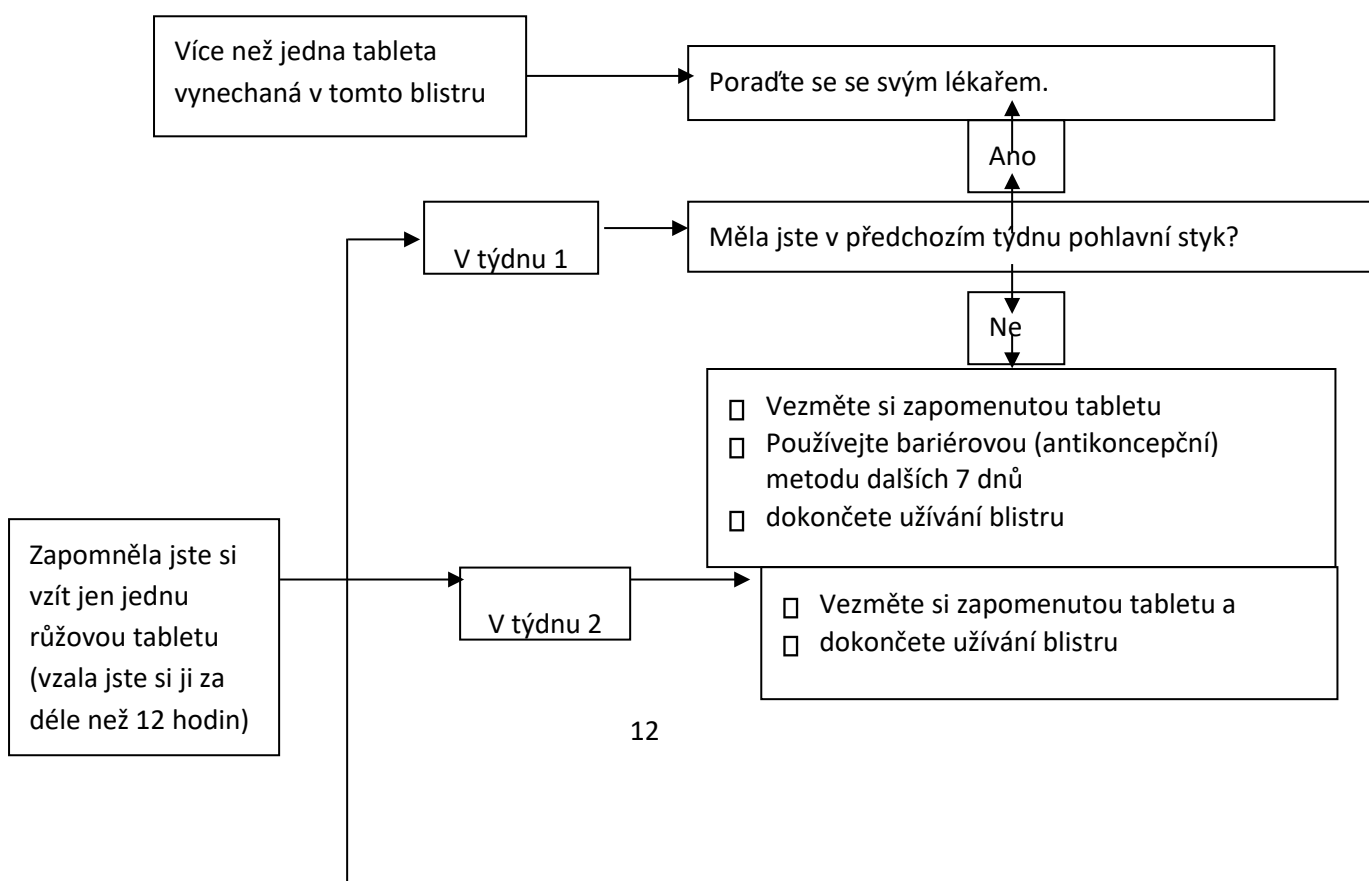 Více než jedna tableta
vynechaná v tomto blistru
Poraďte se se svým lékařem.
Ano
V týdnu 1
Měla jste v předchozím týdnu pohlavní styk?
Ne
Vezměte si zapomenutou tabletu
Používejte bariérovou (antikoncepční)
metodu dalších 7 dnů
dokončete užívání blistru
Zapomněla jste si
vzít jen jednu
růžovou tabletu
(vzala jste si ji za
déle než 12 hodin)
V týdnu 2
Vezměte si zapomenutou tabletu a
dokončete užívání blistru
12